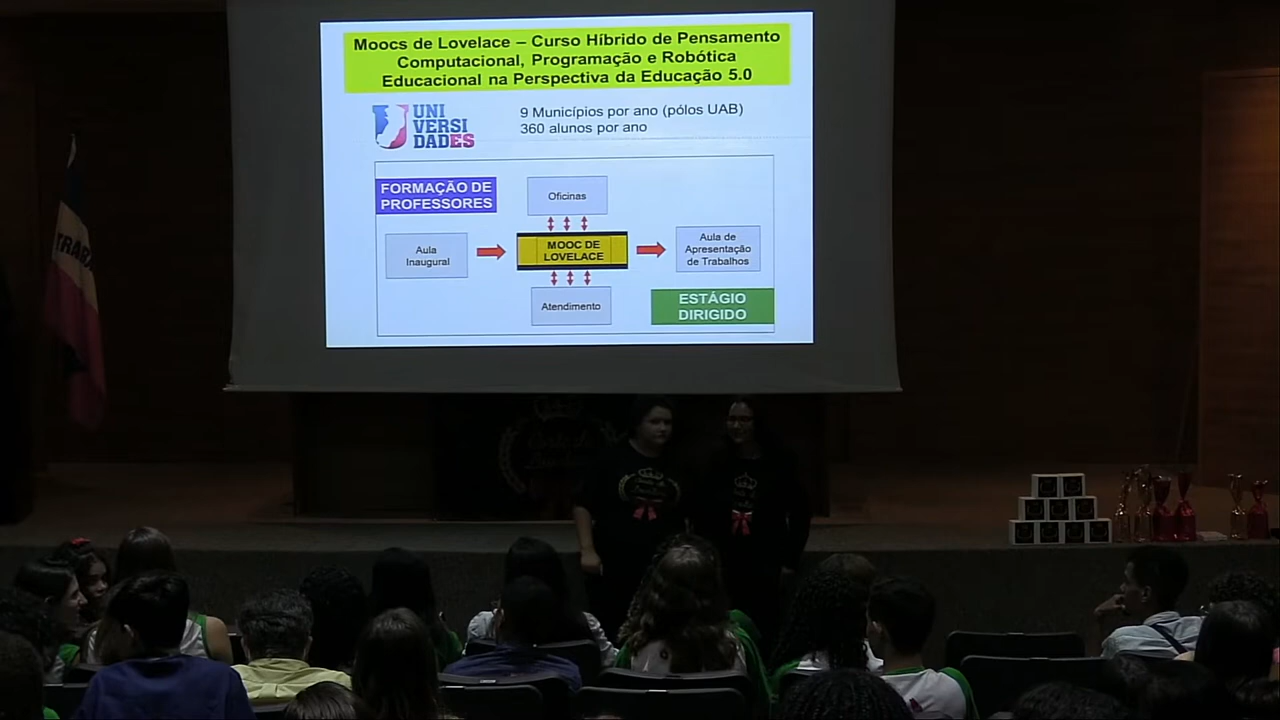 Moocs de Lovelace – Curso Híbrido de Pensamento
Computacional, Programação e Robótica
Educacional na Perspectiva da Educação 5.0
UNI
VERSI
DADES
9 Municípios por ano (pólos UAB)
360 alunos por ano
FORMAÇÃO DE
PROFESSORES
Oficinas
Aula
Inaugural
MOOC DE
LOVELACE
Aula de
Apresentação
de Trabalhos
Atendimento
ESTÁGIO
DIRIGIDO